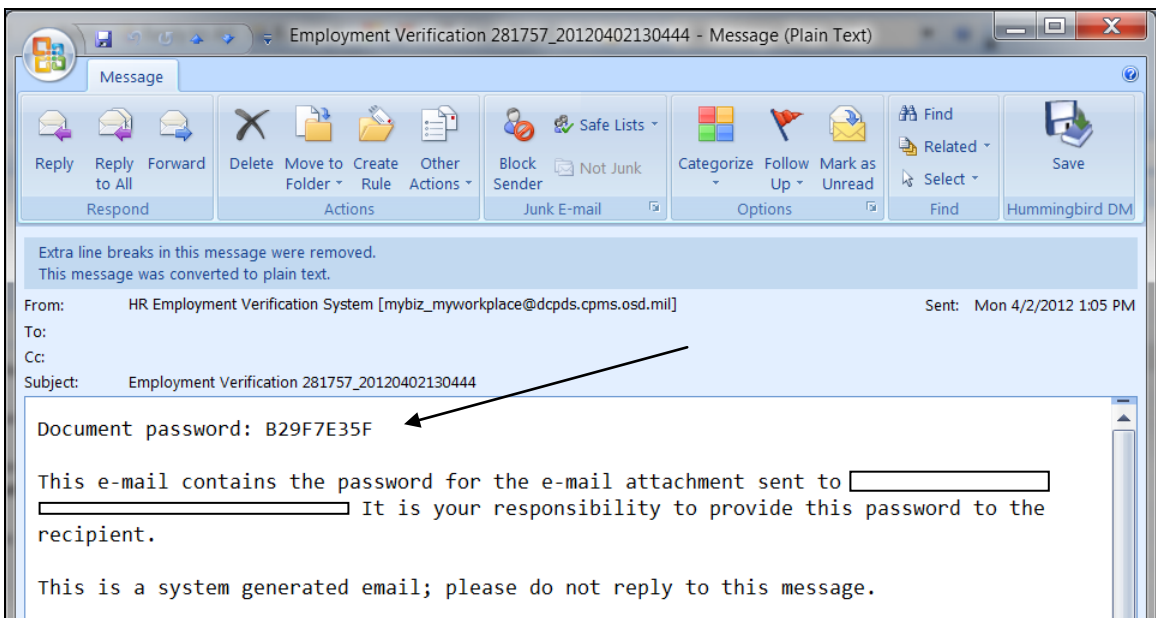 Employment Verification 281757_20120402130444 - Message (Plain Text)
Message
Reply
Reply to All
Forward
Respond
Delete
Move to Folder
Create Rule
Other Actions
Actions
Block Sender
Safe Lists
Not Junk
Junk E-mail
Categorize
Follow Up
Mark as Unread
Options
Find
Related
Select
Find
Save
Hummingbird DM
Extra line breaks in this message were removed.
This message was converted to plain text.
From: HR Employment Verification System [mybiz_myworkplace@dcpds.cpms.osd.mil] Sent: Mon 4/2/2012 1:05 PM
To:
Cc:
Subject: Employment Verification 281757_20120402130444
Document password: B29F7E35F
This e-mail contains the password for the e-mail attachment sent to
It is your responsibility to provide this password to the
recipient.
This is a system generated email; please do not reply to this message.